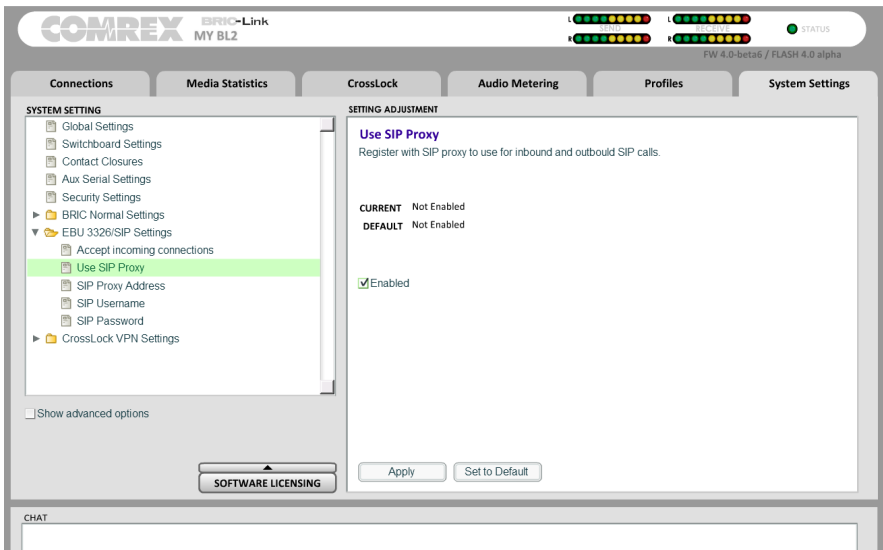 COMREX BRIC-Link
MY BL2
L L
SEND RECEIVE STATUS
R R
FW 4.0-beta6 / FLASH 4.0 alpha
Connections Media Statistics CrossLock Audio Metering Profiles System Settings
SYSTEM SETTING
Global Settings
Switchboard Settings
Contact Closures
Aux Serial Settings
Security Settings
BRIC Normal Settings
EBU 3326/SIP Settings
Accept incoming connections
Use SIP Proxy
SIP Proxy Address
SIP Username
SIP Password
CrossLock VPN Settings
Show advanced options
SOFTWARE LICENSING
SETTING ADJUSTMENT
Use SIP Proxy
Register with SIP proxy to use for inbound and outbould SIP calls.
CURRENT Not Enabled
DEFAULT Not Enabled
Enabled
Apply Set to Default
CHAT